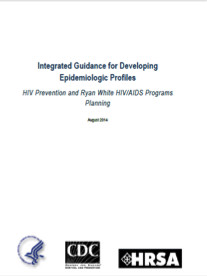 Integrated Guidance for Developing
Epidemiologic Profiles
HIV Prevention and Ryan White HIV/AIDS Programs
Planning
August 2014
CDC
HRSA